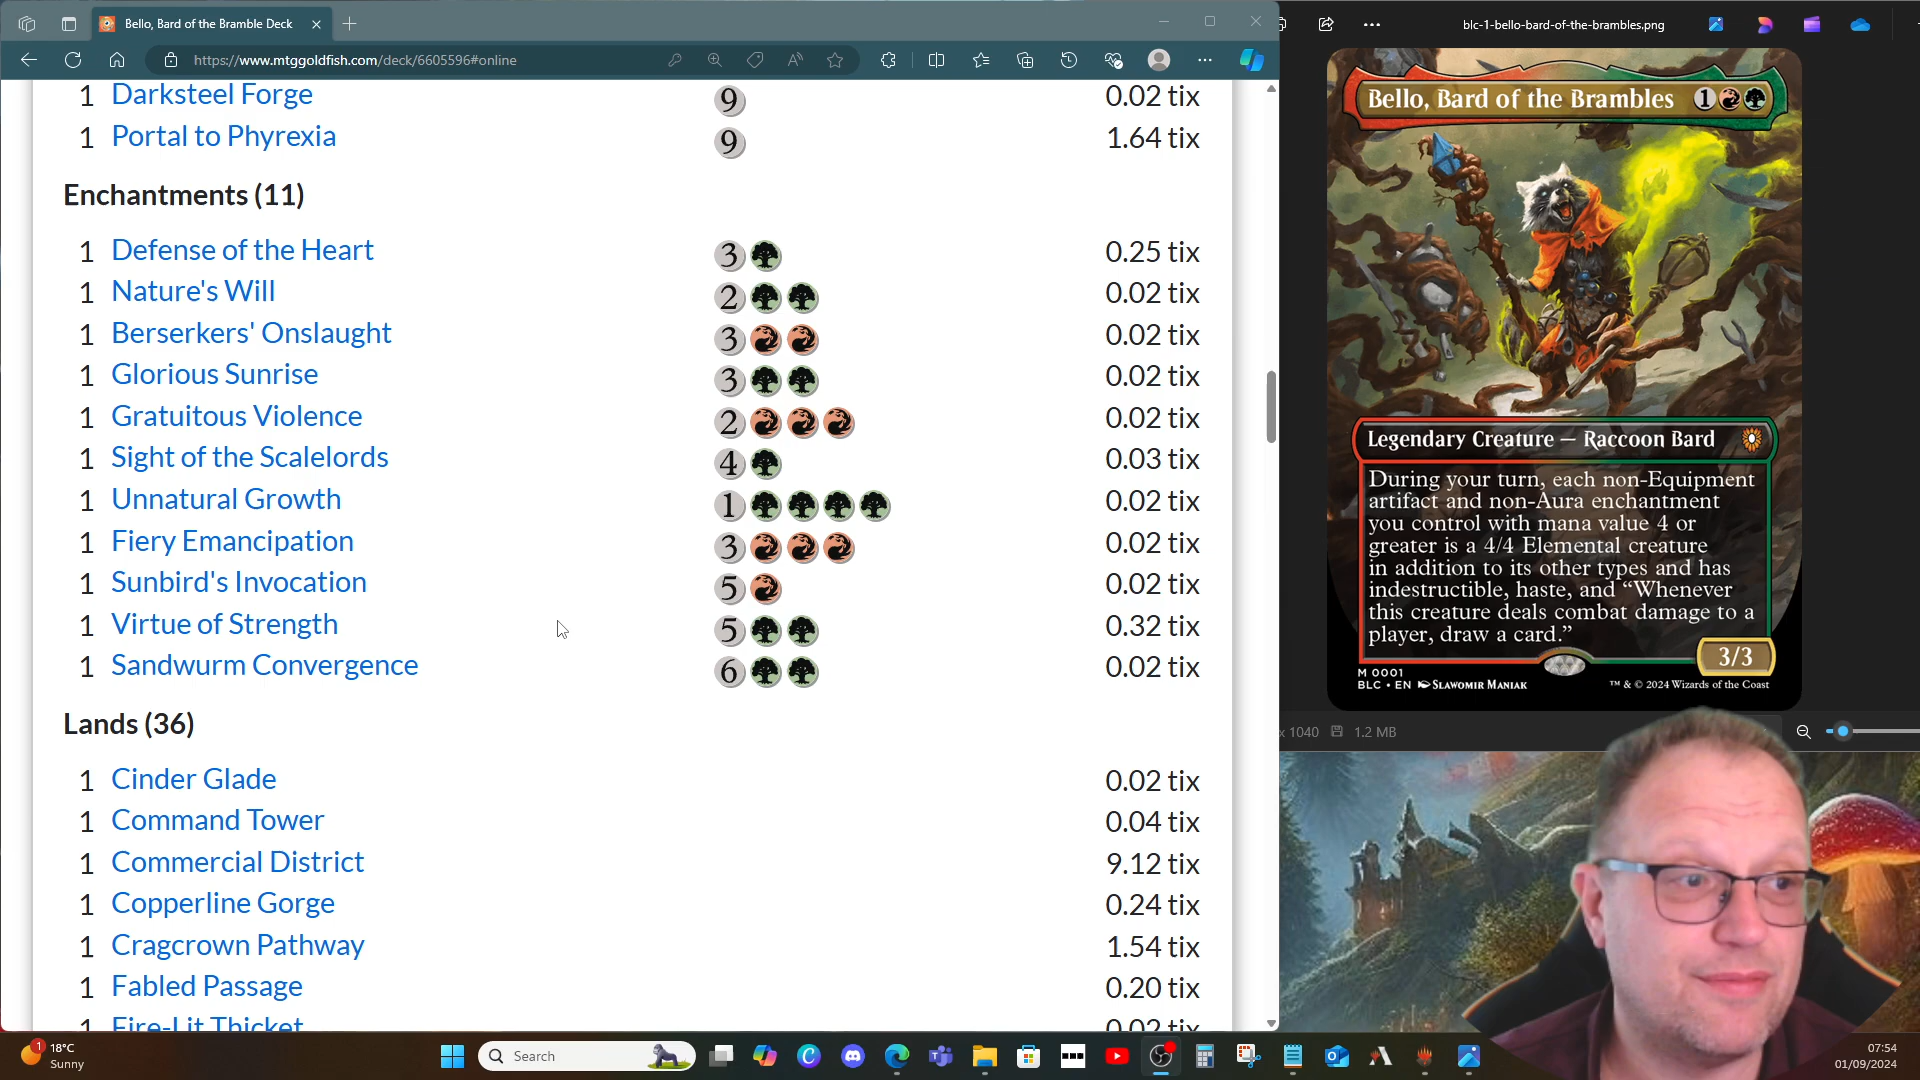 Bello, Bard of the Bramble Deck
blc-1-bello-bard-of-the-brambles.png
https://www.mtggoldfish.com/deck/6605596#online
1 Darksteel Forge 9 0.02 tix
1 Portal to Phyrexia 9 1.64 tix
Enchantments (11)
1 Defense of the Heart 3 0.25 tix
1 Nature's Will 2 0.02 tix
1 Berserkers' Onslaught 3 0.02 tix
1 Glorious Sunrise 3 0.02 tix
1 Gratuitous Violence 2 0.02 tix
1 Sight of the Scalelords 4 0.03 tix
1 Unnatural Growth 1 0.02 tix
1 Fiery Emancipation 3 0.02 tix
1 Sunbird's Invocation 5 0.02 tix
1 Virtue of Strength 5 0.32 tix
1 Sandwurm Convergence 6 0.02 tix
Lands (36)
1 Cinder Glade 0.02 tix
1 Command Tower 0.04 tix
1 Commercial District 9.12 tix
1 Copperline Gorge 0.24 tix
1 Cragcrown Pathway 1.54 tix
1 Fabled Passage 0.20 tix
1 Fire-Lit Thicket 0.02 tix
Bello, Bard of the Brambles 1
Legendary Creature — Raccoon Bard
During your turn, each non-Equipment
artifact and non-Aura enchantment
you control with mana value 4 or
greater is a 4/4 Elemental creature
in addition to its other types and has
indestructible, haste, and “Whenever
this creature deals combat damage to a
player, draw a card.”
3/3
M 0001
BLC • EN SLAWOMIR MANIAK
™ & © 2024 Wizards of the Coast
x 1040 1.2 MB
1
18°C
Sunny
Search
07:54
01/09/2024